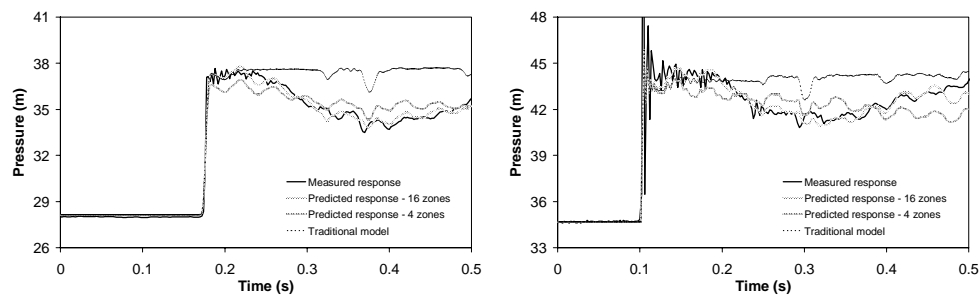 41
38
35
32
29
26
Pressure (m)
0
0.1
0.2
0.3
0.4
0.5
Time (s)
Measured response
Predicted response - 16 zones
Predicted response - 4 zones
Traditional model
48
45
42
39
36
33
Pressure (m)
0
0.1
0.2
0.3
0.4
0.5
Time (s)
Measured response
Predicted response - 16 zones
Predicted response - 4 zones
Traditional model